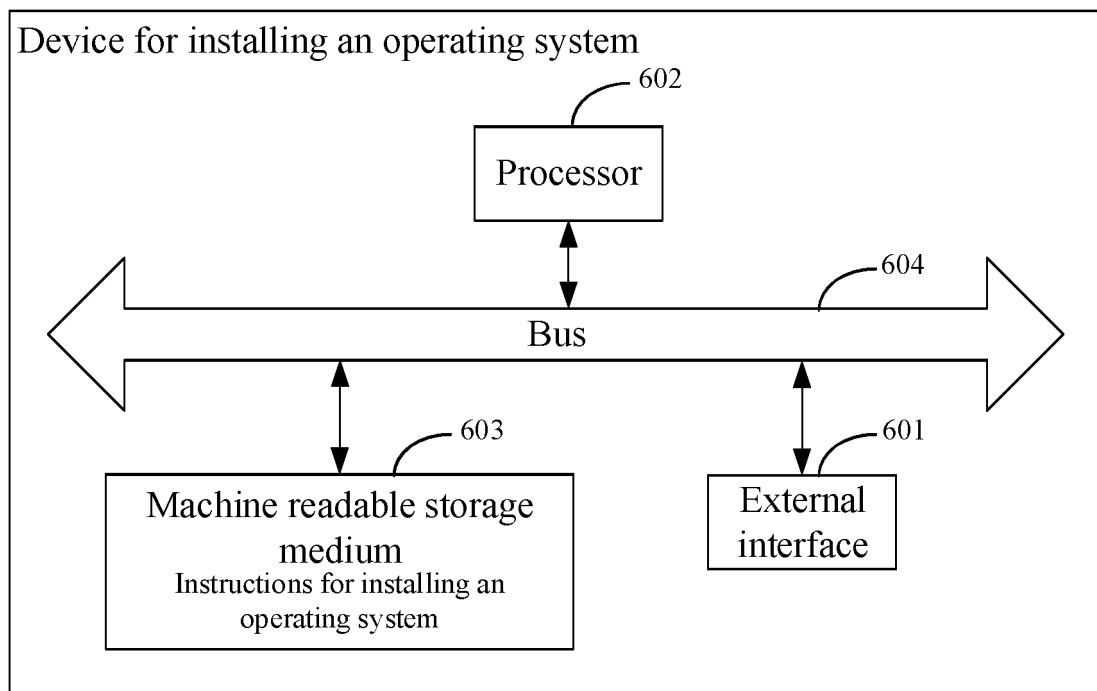 Device for installing an operating system
602
Processor
604
Bus
603
601
Machine readable storage
medium
Instructions for installing an
operating system
External
interface